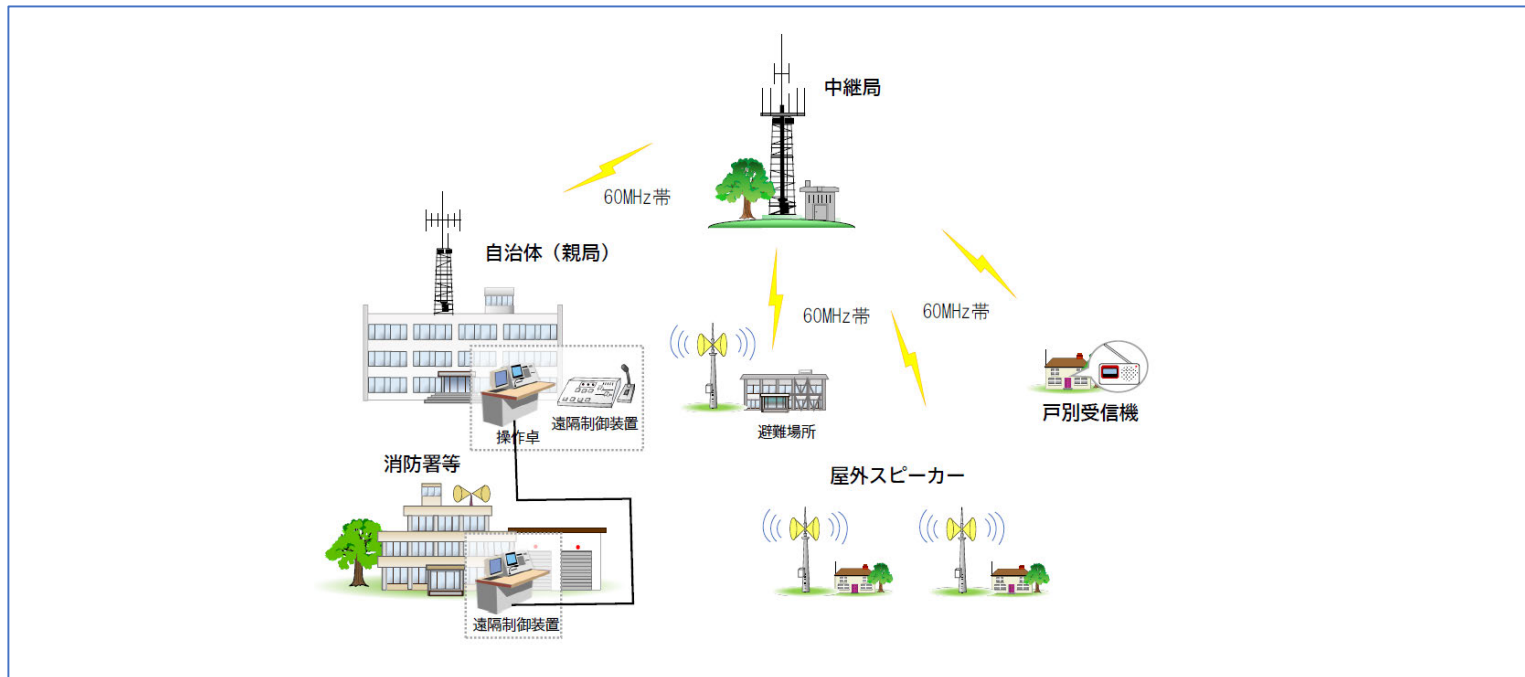 中継局
60MHz帯
自治体（親局）
60MHz帯
60MHz帯
操作卓
遠隔制御装置
避難場所
戸別受信機
消防署等
屋外スピーカー
遠隔制御装置